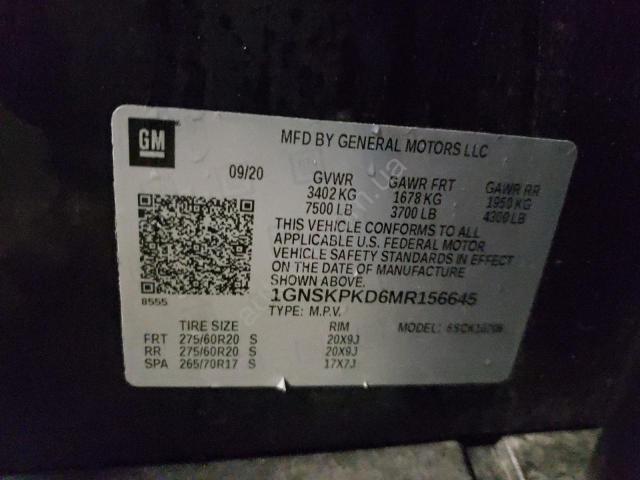 GM
MFD BY GENERAL MOTORS LLC
09/20
GVWR GAWR FRT GAWR RR
3402 KG 1678 KG 1950 KG
7500 LB 3700 LB 4300 LB
THIS VEHICLE CONFORMS TO ALL
APPLICABLE U.S. FEDERAL MOTOR
VEHICLE SAFETY STANDARDS IN EFFECT
ON THE DATE OF MANUFACTURE
8555
1GNSKPKD6MR156645
TYPE: M.P.V. MODEL:
TIRE SIZE RIM
FRT 275/60R20 S 20X9J
RR 275/60R20 S 20X9J
SPA 265/70R17 S 17X7J